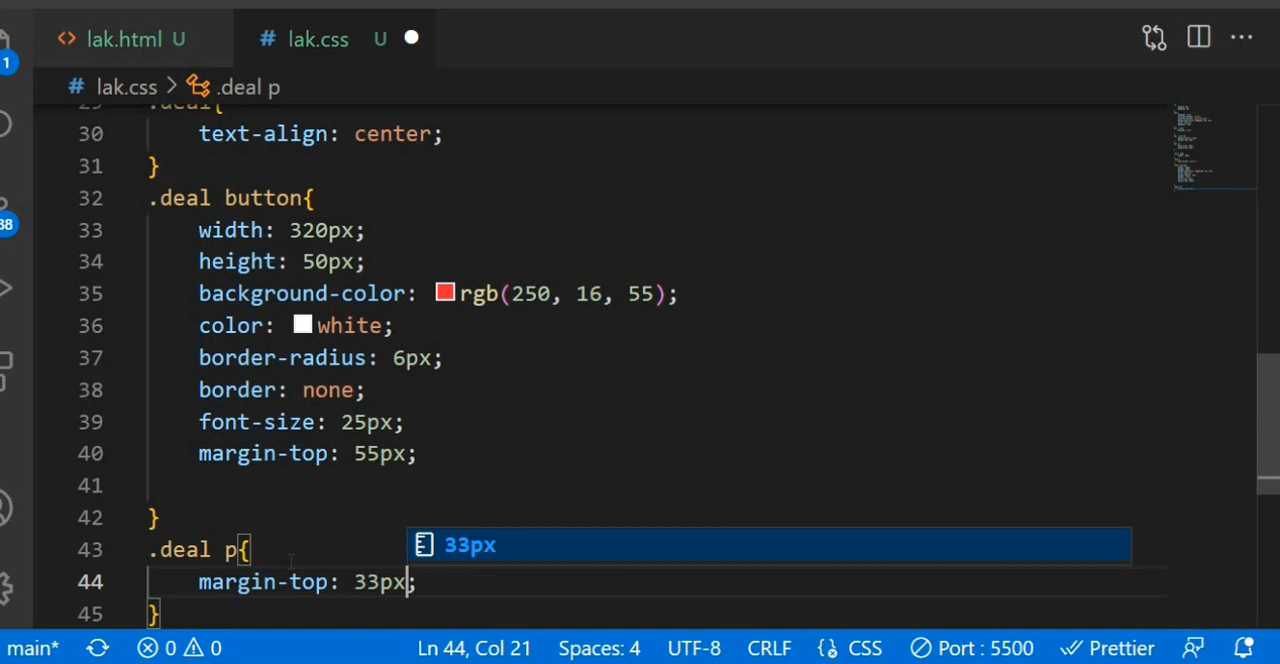 lak.html U
# lak.css U
1
# lak.css > .deal p
29 .deal{
30 text-align: center;
31 }
32 .deal button{
33 width: 320px;
34 height: 50px;
35 background-color: rgb(250, 16, 55);
36 color: white;
37 border-radius: 6px;
38 border: none;
39 font-size: 25px;
40 margin-top: 55px;
41
42 }
43 .deal p{
33px
44 margin-top: 33px;
45 }
main* 0 0 Ln 44, Col 21 Spaces: 4 UTF-8 CRLF CSS Port : 5500 Prettier